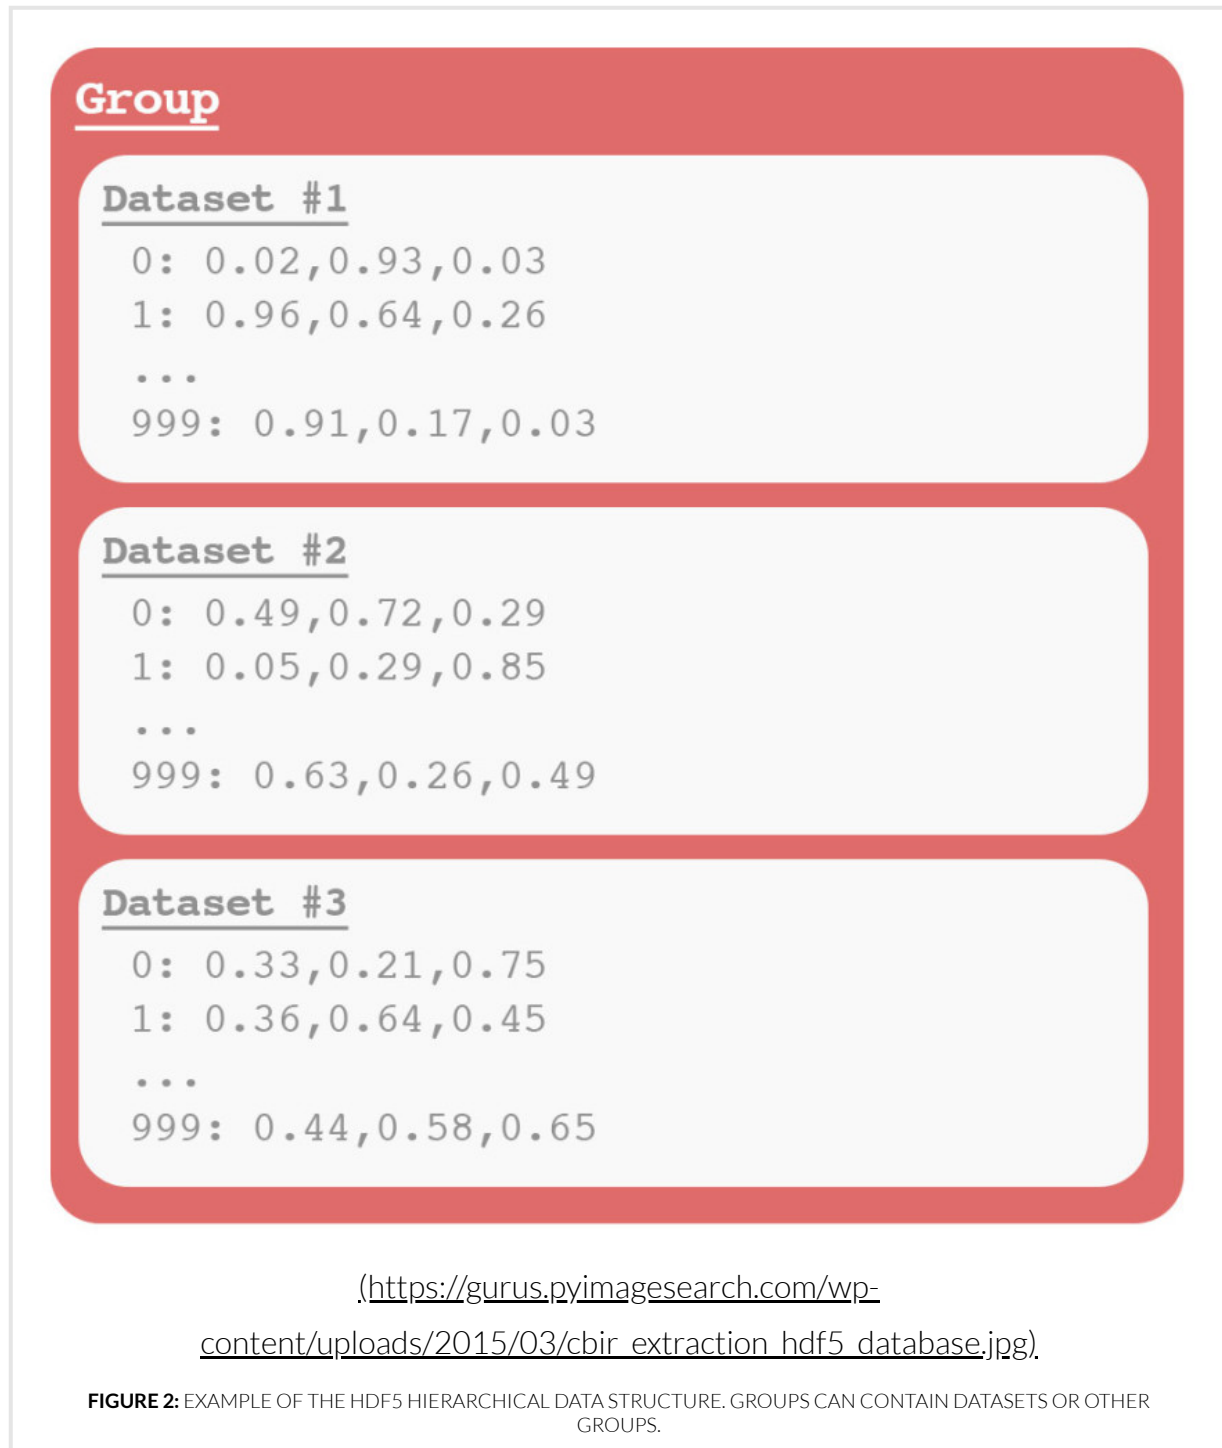 Group
Dataset #1
0: 0.02,0.93,0.03
1: 0.96,0.64,0.26
...
999: 0.91,0.17,0.03
Dataset #2
0: 0.49,0.72,0.29
1: 0.05,0.29,0.85
...
999: 0.63,0.26,0.49
Dataset #3
0: 0.33,0.21,0.75
1: 0.36,0.64,0.45
...
999: 0.44,0.58,0.65
(https://gurus.pyimagesearch.com/wp-
content/uploads/2015/03/cbir_extraction_hdf5_database.jpg)
FIGURE 2: EXAMPLE OF THE HDF5 HIERARCHICAL DATA STRUCTURE. GROUPS CAN CONTAIN DATASETS OR OTHER
GROUPS.